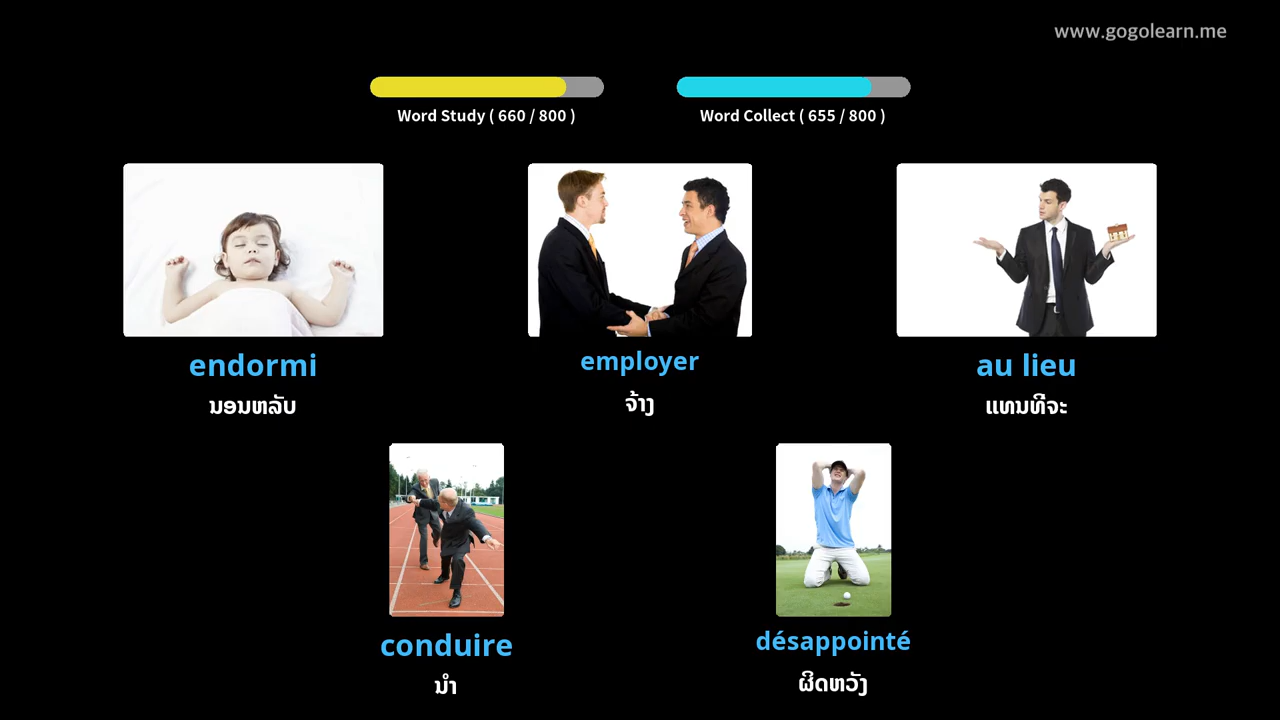 www.gogolearn.me
Word Study ( 660 / 800 )
Word Collect ( 655 / 800 )
endormi
ນອນຫລັບ
employer
ຈ້າງ
au lieu
ແທນທີ່ຈະ
conduire
ນຳ
désappointé
ຜິດຫວັງ